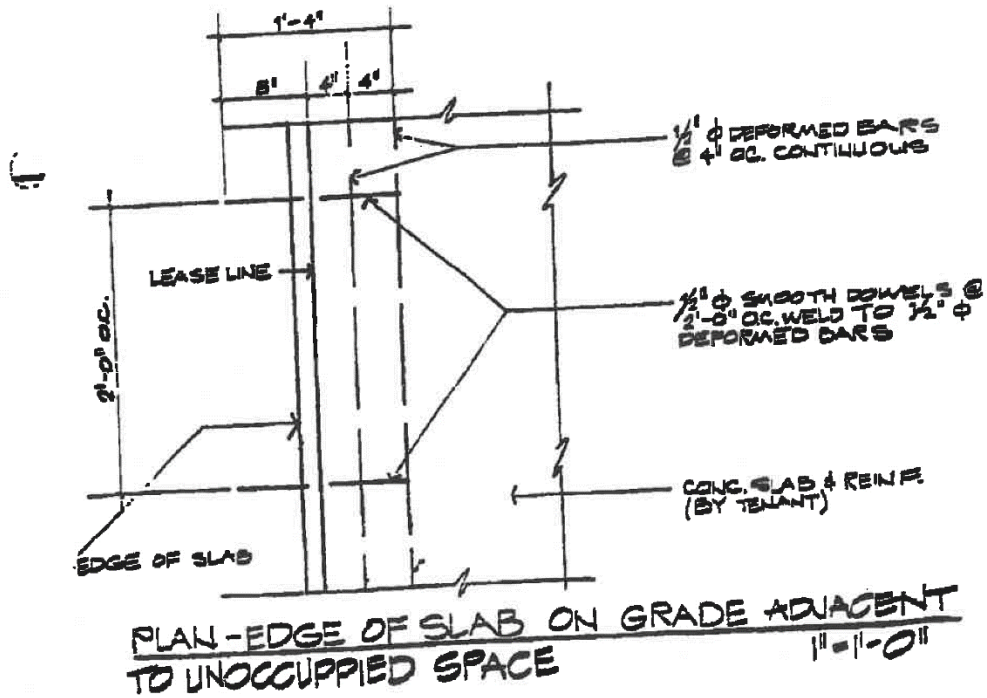 1'-4"
8" 4" 4"
1/2" ϕ DEFORMED BARS
@ 4" OC. CONTINUOUS
LEASE LINE
2'-0" O.C.
1/2" ϕ SMOOTH DOWELS @
2'-0" O.C. WELD TO 1/2" ϕ
DEFORMED BARS
CONC. SLAB & REINF.
(BY TENANT)
EDGE OF SLAB
PLAN - EDGE OF SLAB ON GRADE ADJACENT
TO UNOCCUPPIED SPACE 1"=1'-0"